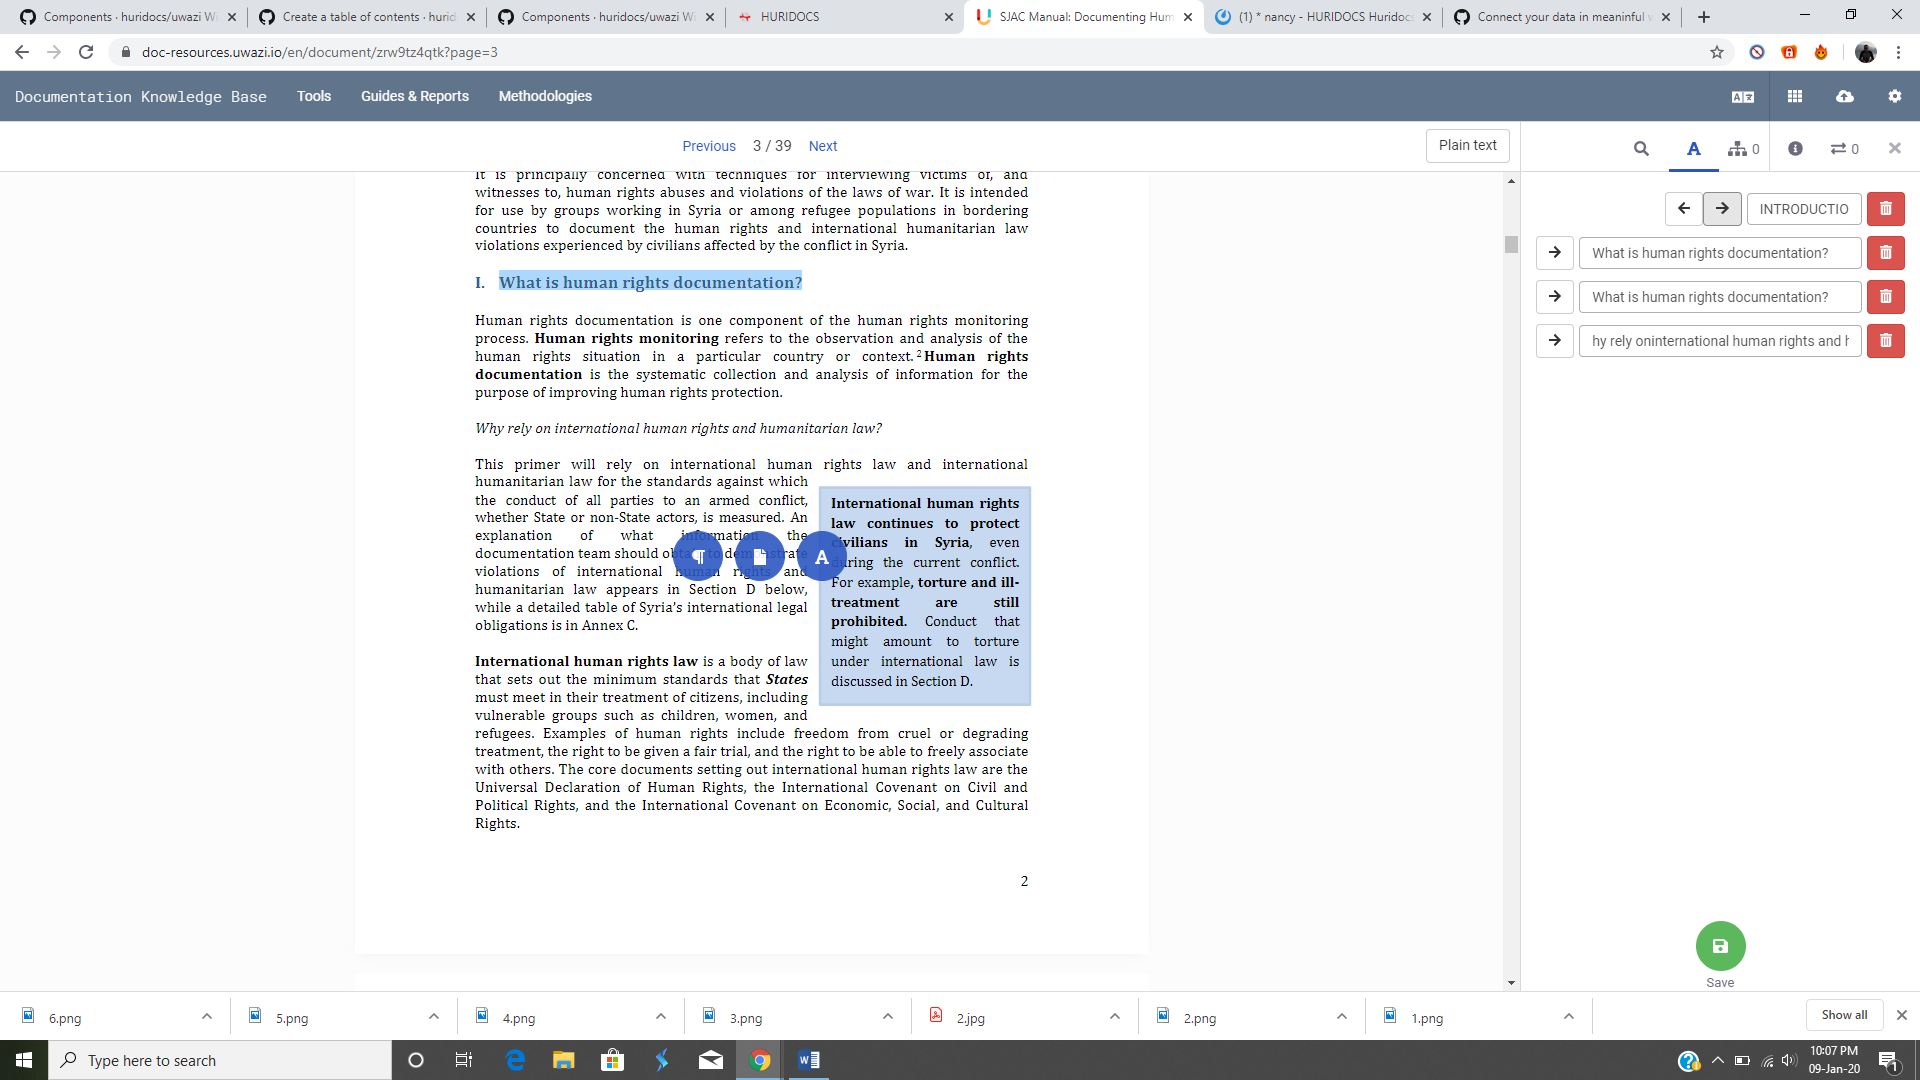 Components · huridocs/uwazi Wi
Create a table of contents · hurid
Components · huridocs/uwazi Wi
HURIDOCS
SJAC Manual: Documenting Hum
(1) * nancy - HURIDOCS Huridocs
Connect your data in meaninful w
doc-resources.uwazi.io/en/document/zrw9tz4qtk?page=3
Documentation Knowledge Base
Tools
Guides & Reports
Methodologies
Previous 3 / 39 Next
Plain text
A
0
0
It is principally concerned with techniques for interviewing victims of, and
witnesses to, human rights abuses and violations of the laws of war. It is intended
for use by groups working in Syria or among refugee populations in bordering
countries to document the human rights and international humanitarian law
violations experienced by civilians affected by the conflict in Syria.
I. What is human rights documentation?
Human rights documentation is one component of the human rights monitoring
process. Human rights monitoring refers to the observation and analysis of the
human rights situation in a particular country or context. 2 Human rights
documentation is the systematic collection and analysis of information for the
purpose of improving human rights protection.
Why rely on international human rights and humanitarian law?
This primer will rely on international human rights law and international
humanitarian law for the standards against which
the conduct of all parties to an armed conflict,
whether State or non-State actors, is measured. An
explanation of what information the
documentation team should obtain to demonstrate
violations of international human rights and
humanitarian law appears in Section D below,
while a detailed table of Syria's international legal
obligations is in Annex C.
International human rights
law continues to protect
civilians in Syria, even
during the current conflict.
For example, torture and ill-
treatment are still
prohibited. Conduct that
might amount to torture
under international law is
discussed in Section D.
A
International human rights law is a body of law
that sets out the minimum standards that States
must meet in their treatment of citizens, including
vulnerable groups such as children, women, and
refugees. Examples of human rights include freedom from cruel or degrading
treatment, the right to be given a fair trial, and the right to be able to freely associate
with others. The core documents setting out international human rights law are the
Universal Declaration of Human Rights, the International Covenant on Civil and
Political Rights, and the International Covenant on Economic, Social, and Cultural
Rights.
2
INTRODUCTIO
What is human rights documentation?
What is human rights documentation?
hy rely oninternational human rights and h
Save
6.png
5.png
4.png
3.png
2.jpg
2.png
1.png
Show all
Type here to search
10:07 PM
09-Jan-20
1